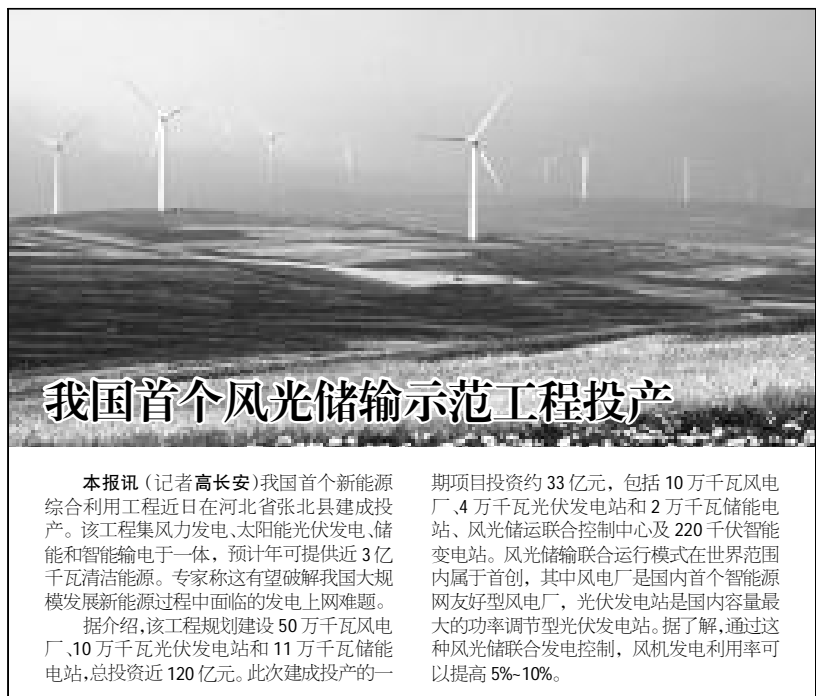 我国首个风光储输示范工程投产
本报讯（记者高长安）我国首个新能源
综合利用工程近日在河北省张北县建成投
产。该工程集风力发电、太阳能光伏发电、储
能和智能输电于一体，预计年可提供近 3 亿
千瓦清洁能源。专家称这有望破解我国大规
模发展新能源过程中面临的发电上网难题。
据介绍，该工程规划建设 50 万千瓦风电
厂、10 万千瓦光伏发电站和 11 万千瓦储能
电站，总投资近 120 亿元。此次建成投产的一
期项目投资约 33 亿元，包括 10 万千瓦风电
厂、4 万千瓦光伏发电站和 2 万千瓦储能电
站、风光储运联合控制中心及 220 千伏智能
变电站。风光储输联合运行模式在世界范围
内属于首创，其中风电厂是国内首个智能源
网友好型风电厂，光伏发电站是国内容量最
大的功率调节型光伏发电站。据了解，通过这
种风光储联合发电控制，风机发电利用率可
以提高 5%~10%。